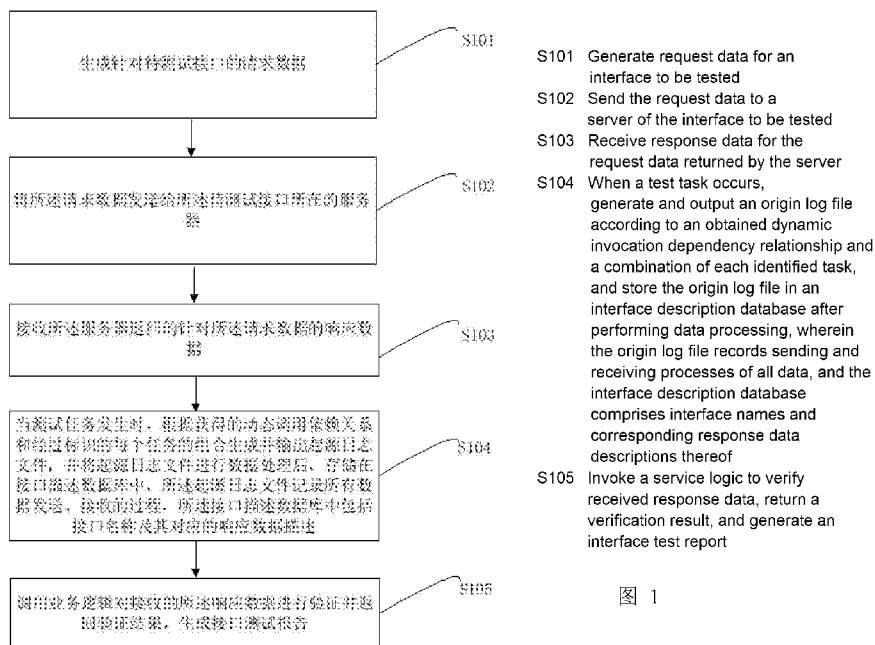 生成针对待测试接口的请求数据
S101
将所述请求数据发送给所述待测试接口所在的服务
器
S102
接收所述服务器返回的针对所述请求数据的响应数
据
S103
当测试任务发生时，根据获得的动态调用依赖关系
和经过标识的每个任务的组合生成并输出起源日志
文件，并将起源日志文件进行数据处理后、存储在
接口描述数据库中，所述起源日志文件记录所有数
据发送、接收的过程，所述接口描述数据库中包括
接口名称及其对应的响应数据描述
S104
调用业务逻辑对接收的所述响应数据进行验证并返
回验证结果，生成接口测试报告
S105
S101 Generate request data for an
interface to be tested
S102 Send the request data to a
server of the interface to be tested
S103 Receive response data for the
request data returned by the server
S104 When a test task occurs,
generate and output an origin log file
according to an obtained dynamic
invocation dependency relationship and
a combination of each identified task,
and store the origin log file in an
interface description database after
performing data processing, wherein
the origin log file records sending and
receiving processes of all data, and the
interface description database
comprises interface names and
corresponding response data
descriptions thereof
S105 Invoke a service logic to verify
received response data, return a
verification result, and generate an
interface test report
图 1